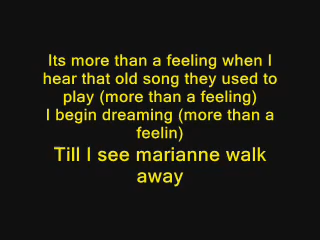 Its more than a feeling when I
hear that old song they used to
play (more than a feeling)
I begin dreaming (more than a
feelin)
Till I see marianne walk
away